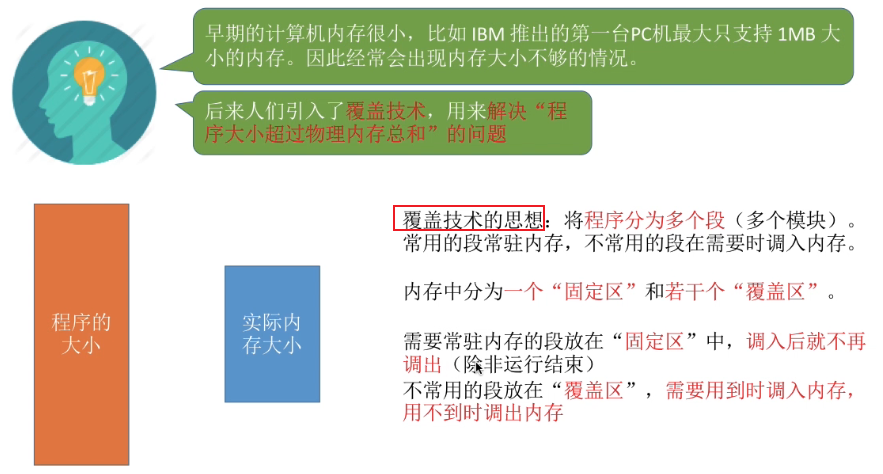 早期的计算机内存很小，比如 IBM 推出的第一台PC机最大只支持 1MB 大
小的内存。因此经常会出现内存大小不够的情况。
后来人们引入了覆盖技术，用来解决“程
序大小超过物理内存总和”的问题
程序的
大小
实际内
存大小
覆盖技术的思想：将程序分为多个段（多个模块）。
常用的段常驻内存，不常用的段在需要时调入内存。
内存中分为一个“固定区”和若干个“覆盖区”。
需要常驻内存的段放在“固定区”中，调入后就不再
调出（除非运行结束）
不常用的段放在“覆盖区”，需要用到时调入内存，
用不到时调出内存